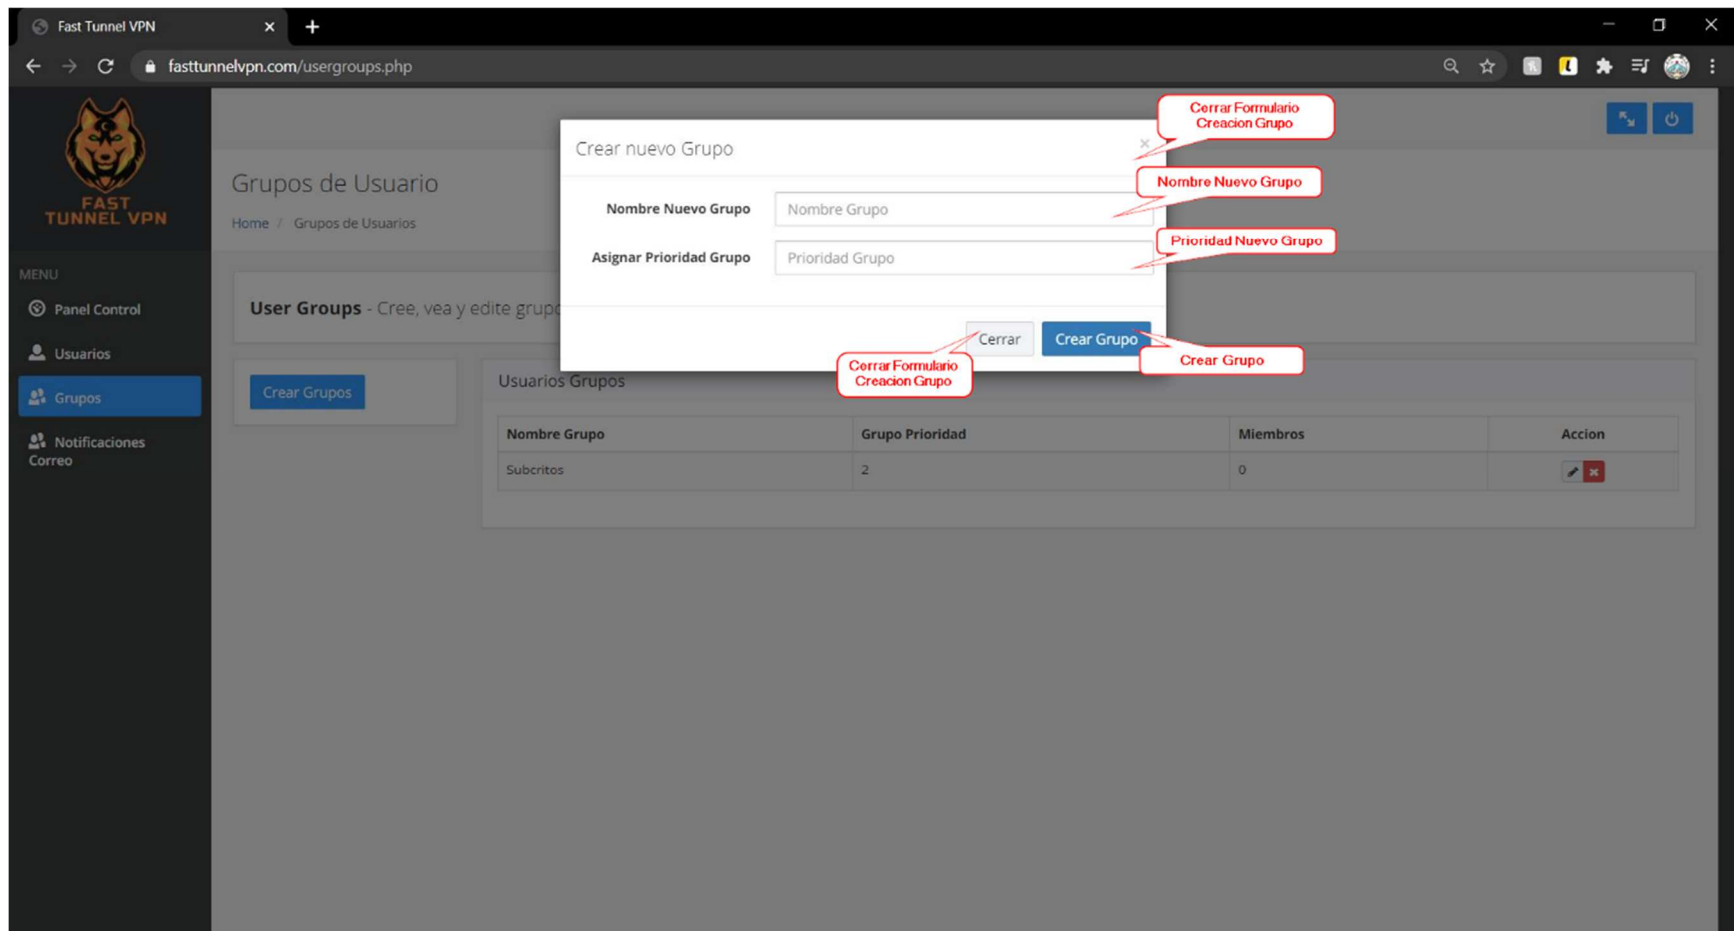 Fast Tunnel VPN
fasttunnelvpn.com/usergroups.php
FAST
TUNNEL VPN
MENU
Panel Control
Usuarios
Grupos
Notificaciones
Correo
Grupos de Usuario
Home / Grupos de Usuarios
User Groups - Cree, vea y edite grupo
Crear Grupos
Crear nuevo Grupo
×
Cerrar Formulario
Creacion Grupo
Nombre Nuevo Grupo
Nombre Grupo
Nombre Nuevo Grupo
Asignar Prioridad Grupo
Prioridad Grupo
Prioridad Nuevo Grupo
Cerrar
Crear Grupo
Cerrar Formulario
Creacion Grupo
Crear Grupo
Usuarios Grupos
Nombre Grupo Grupo Prioridad Miembros Accion
Subcritos 2 0